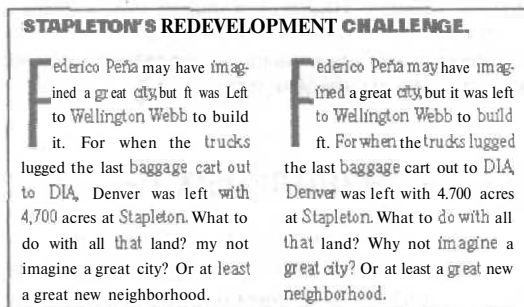 STAPLETON'S REDEVELOPMENT CHALLENGE.
Federico Peña may have imag-
ined a great city, but ft was Left
to Wellington Webb to build
it. For when the trucks
lugged the last baggage cart out
to DIA, Denver was left with
4,700 acres at Stapleton. What to
do with all that land? my not
imagine a great city? Or at least
a great new neighborhood.
Federico Peña may have imag-
ined a great city, but it was left
to Wellington Webb to build
ft. For when the trucks lugged
the last baggage cart out to DIA,
Denver was left with 4.700 acres
at Stapleton. What to do with all
that land? Why not imagine a
great city? Or at least a great new
neighborhood.